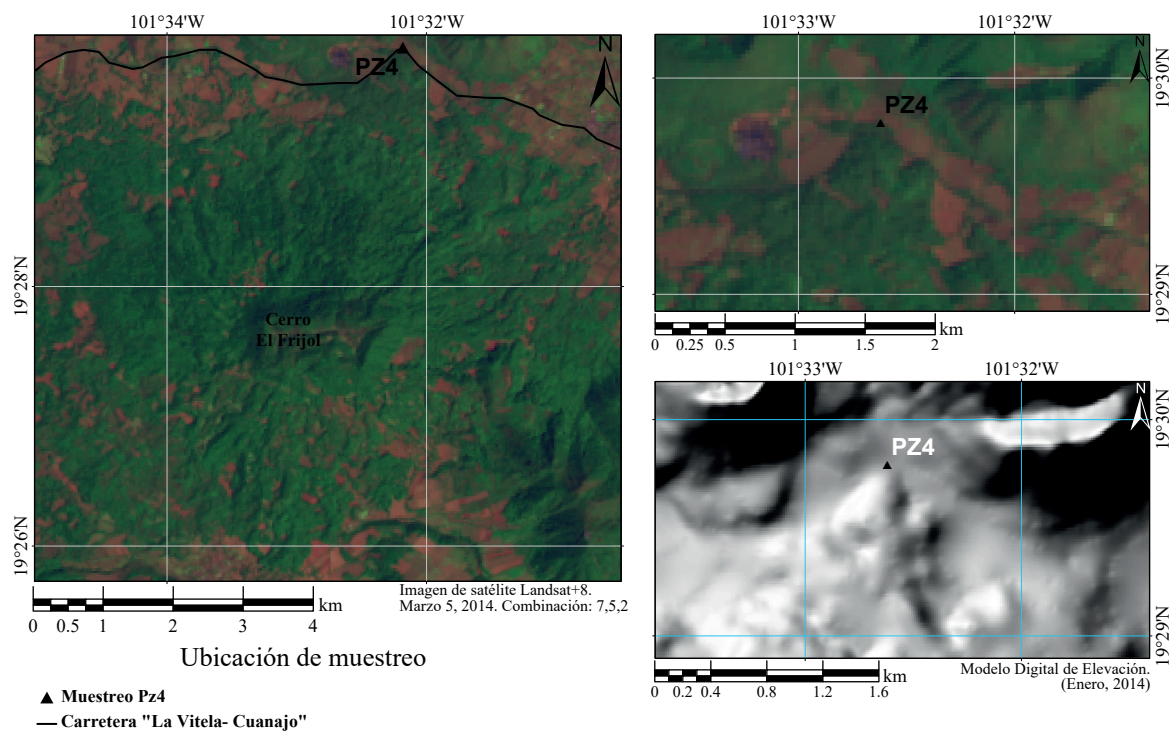 101°34'W
101°32'W
N
PZ4
19°28'N
Cerro
El Frijol
19°26'N
km
0 0.5 1 2 3 4
Imagen de satélite Landsat+8.
Marzo 5, 2014. Combinación: 7,5,2
Ubicación de muestreo
Muestreo Pz4
Carretera "La Vitela- Cuanajo"
101°33'W
101°32'W
N
PZ4
19°30'N
19°29'N
km
0 0.25 0.5 1 1.5 2
101°33'W
101°32'W
N
PZ4
19°30'N
19°29'N
km
0 0.2 0.4 0.8 1.2 1.6
Modelo Digital de Elevación.
(Enero, 2014)